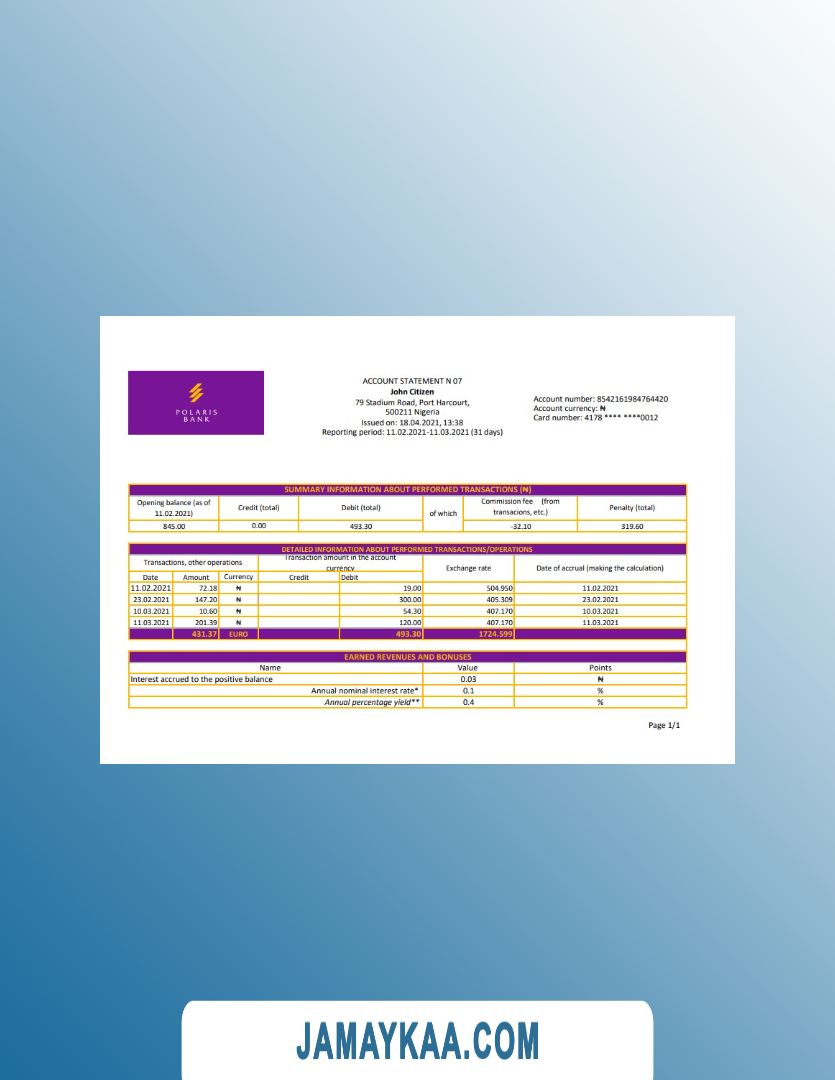 POLARIS
BANK
ACCOUNT STATEMENT N 07
John Citizen
79 Stadium Road, Port Harcourt,
500211 Nigeria
Issued on: 18.04.2021, 13:38
Reporting period: 11.02.2021-11.03.2021 (31 days)
Account number: 8542161984764420
Account currency: ₦
Card number: 4178 **** ****0012
SUMMARY INFORMATION ABOUT PERFORMED TRANSACTIONS (₦)
Opening balance (as of 11.02.2021) Credit (total) Debit (total) of which Commission fee (from transacions, etc.) Penalty (total)
845.00 0.00 493.30 -32.10 319.60
DETAILED INFORMATION ABOUT PERFORMED TRANSACTIONS/OPERATIONS
Transactions, other operations Transaction amount in the account currency Exchange rate Date of accrual (making the calculation)
Date Amount Currency Credit Debit
11.02.2021 72.18 ₦ 19.00 504.950 11.02.2021
23.02.2021 147.20 ₦ 300.00 405.309 23.02.2021
10.03.2021 10.60 ₦ 54.30 407.170 10.03.2021
11.03.2021 201.39 ₦ 120.00 407.170 11.03.2021
431.37 EURO 493.30 1724.599
EARNED REVENUES AND BONUSES
Name Value Points
Interest accrued to the positive balance 0.03 ₦
Annual nominal interest rate* 0.1 %
Annual percentage yield** 0.4 %
Page 1/1
JAMAYKAA.COM